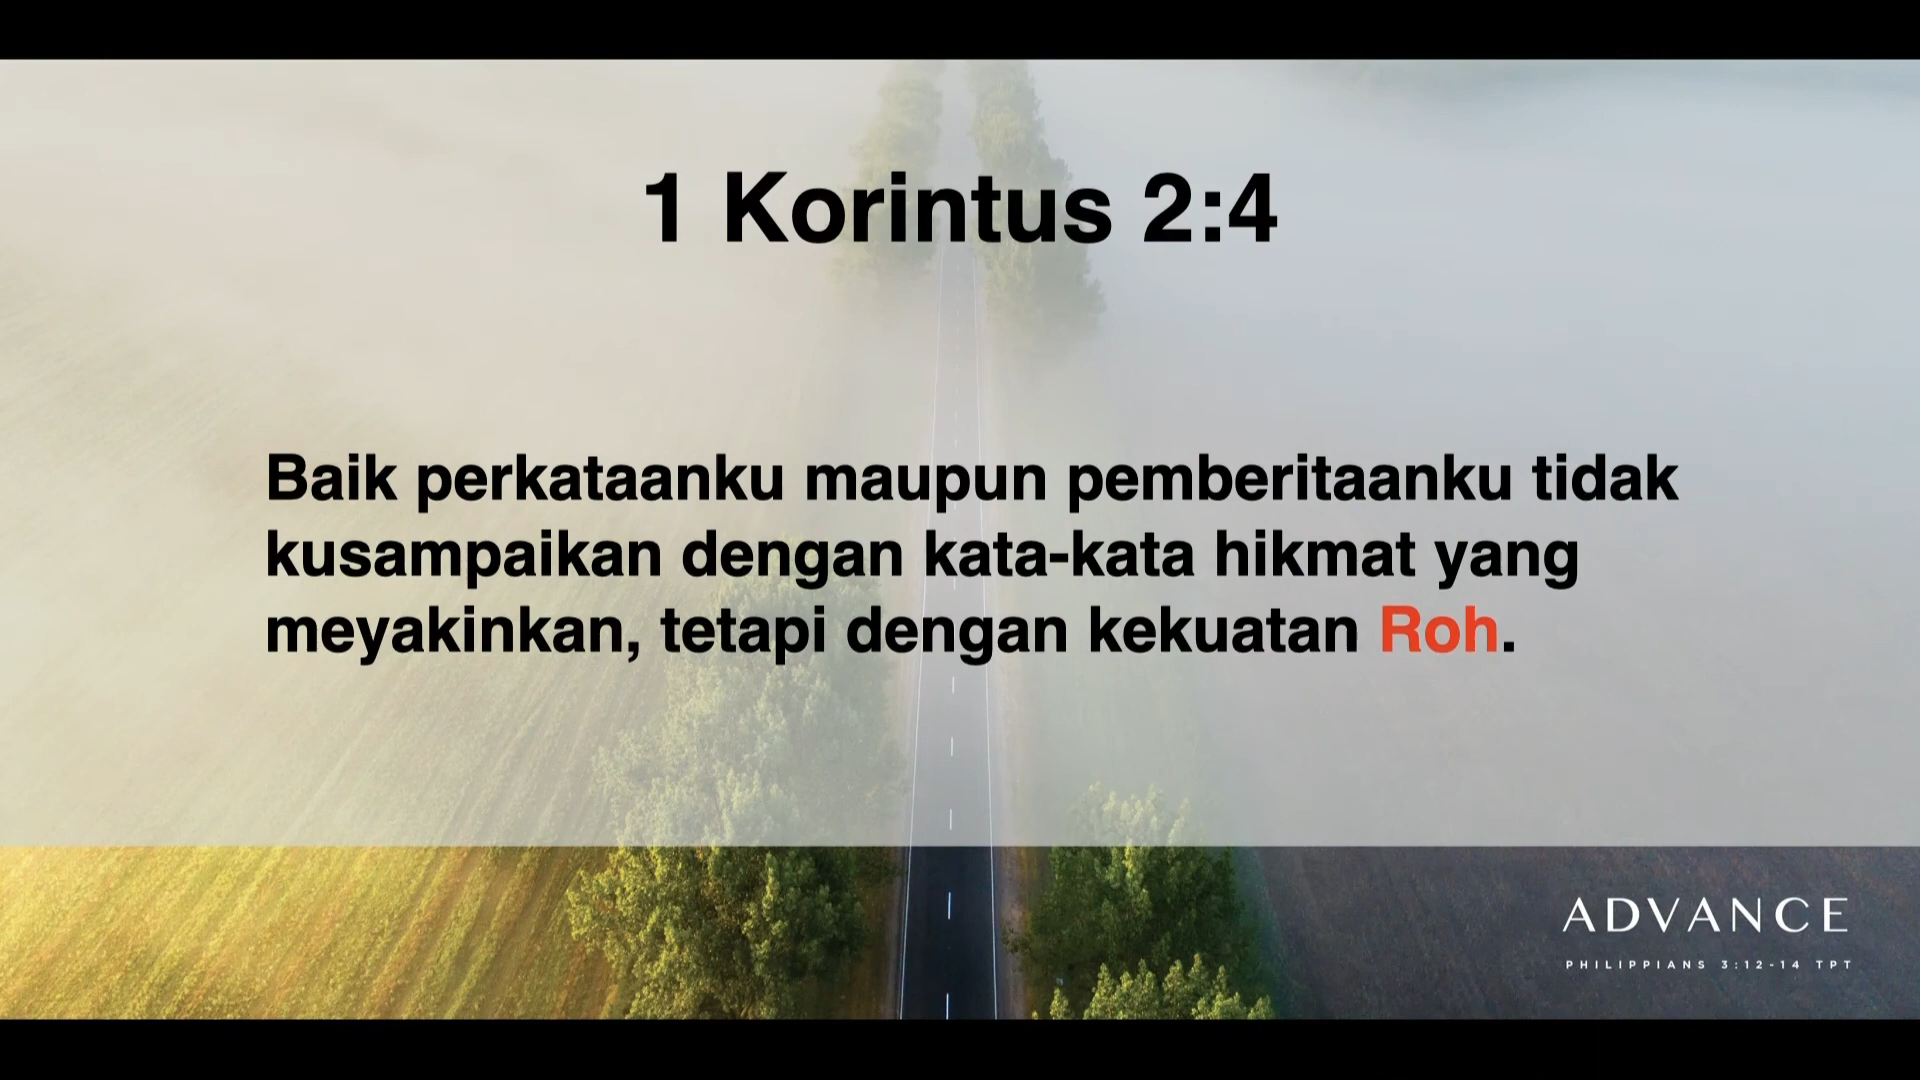 1 Korintus 2:4
Baik perkataanku maupun pemberitaanku tidak
kusampaikan dengan kata-kata hikmat yang
meyakinkan, tetapi dengan kekuatan Roh.
ADVANCE
PHILIPPIANS 3:12-14 TPT